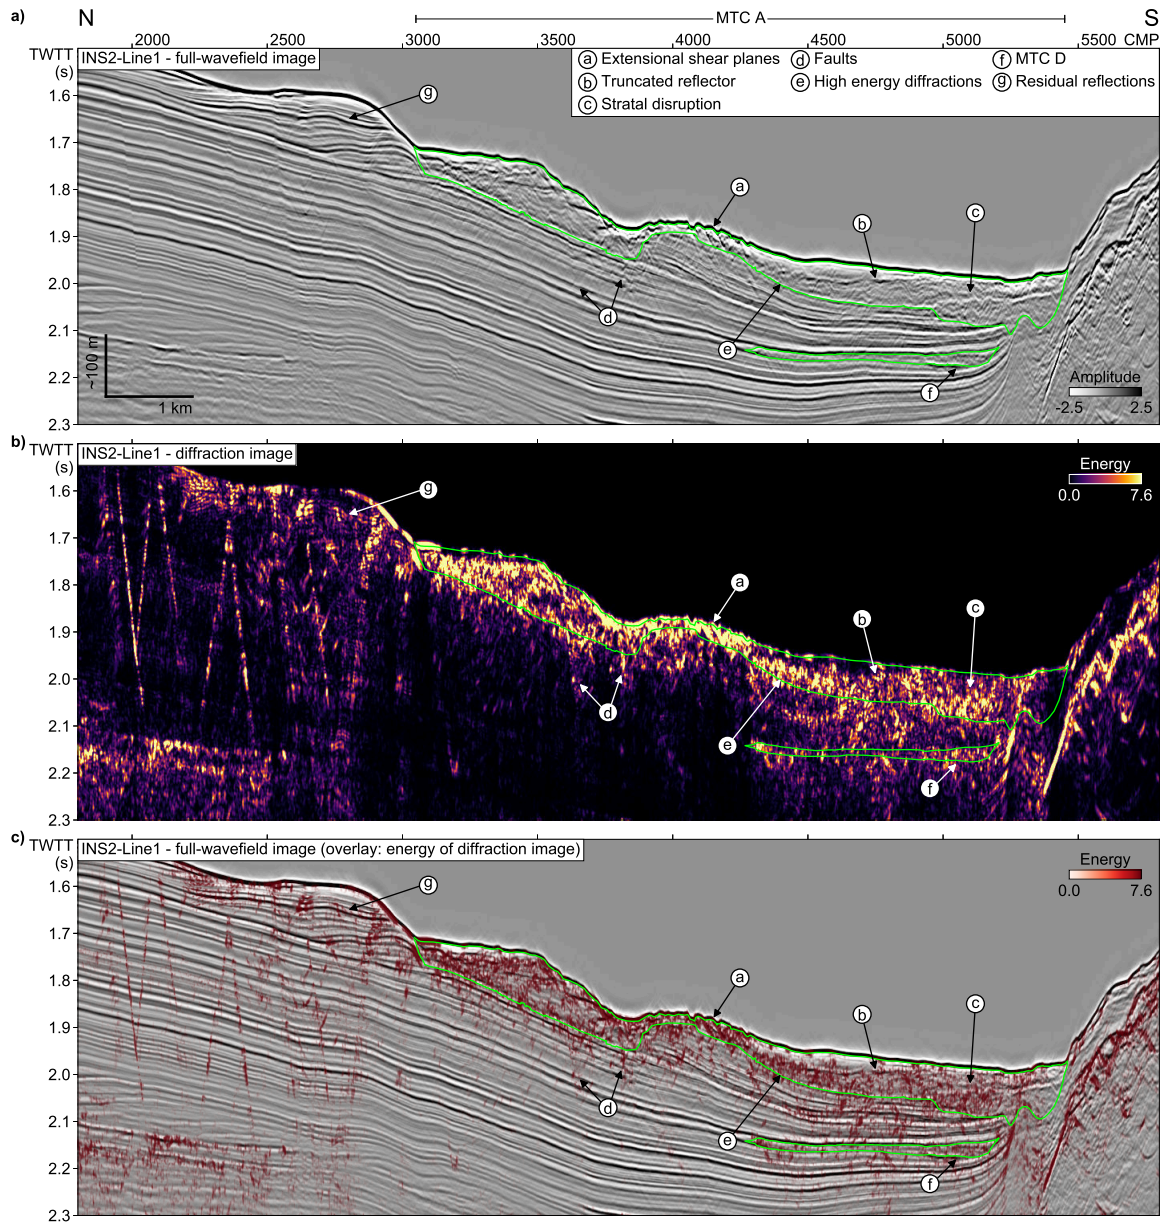 a)
N
MTC A
S
2000 2500 3000 3500 4000 4500 5000 5500 CMP
TWTT
(s)
INS2-Line1 - full-wavefield image
a Extensional shear planes
b Truncated reflector
c Stratal disruption
d Faults
e High energy diffractions
f MTC D
g Residual reflections
1.6
1.7
1.8
1.9
2.0
2.1
2.2
2.3
g
a
b
c
d
e
f
~100 m
1 km
Amplitude
-2.5 2.5
b)
TWTT
(s)
INS2-Line1 - diffraction image
Energy
0.0 7.6
1.6
1.7
1.8
1.9
2.0
2.1
2.2
2.3
g
a
b
c
d
e
f
c)
TWTT
(s)
INS2-Line1 - full-wavefield image (overlay: energy of diffraction image)
Energy
0.0 7.6
1.6
1.7
1.8
1.9
2.0
2.1
2.2
2.3
g
a
b
c
d
e
f